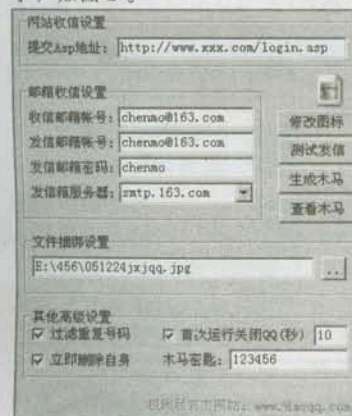 网站收信设置
提交Asp地址: http://www.xxx.com/login.asp
邮箱收信设置
收信邮箱帐号: chenmo@163.com
发信邮箱帐号: chenmo@163.com
发信邮箱密码: chenmo
发信箱服务器: smtp.163.com
修改图标
测试发信
生成木马
查看木马
文件捆绑设置
E:\456\051224jxjqq.jpg
..
其他高级设置
过滤重复号码 首次运行关闭QQ(秒) 10
立即删除自身 木马密匙: 123456